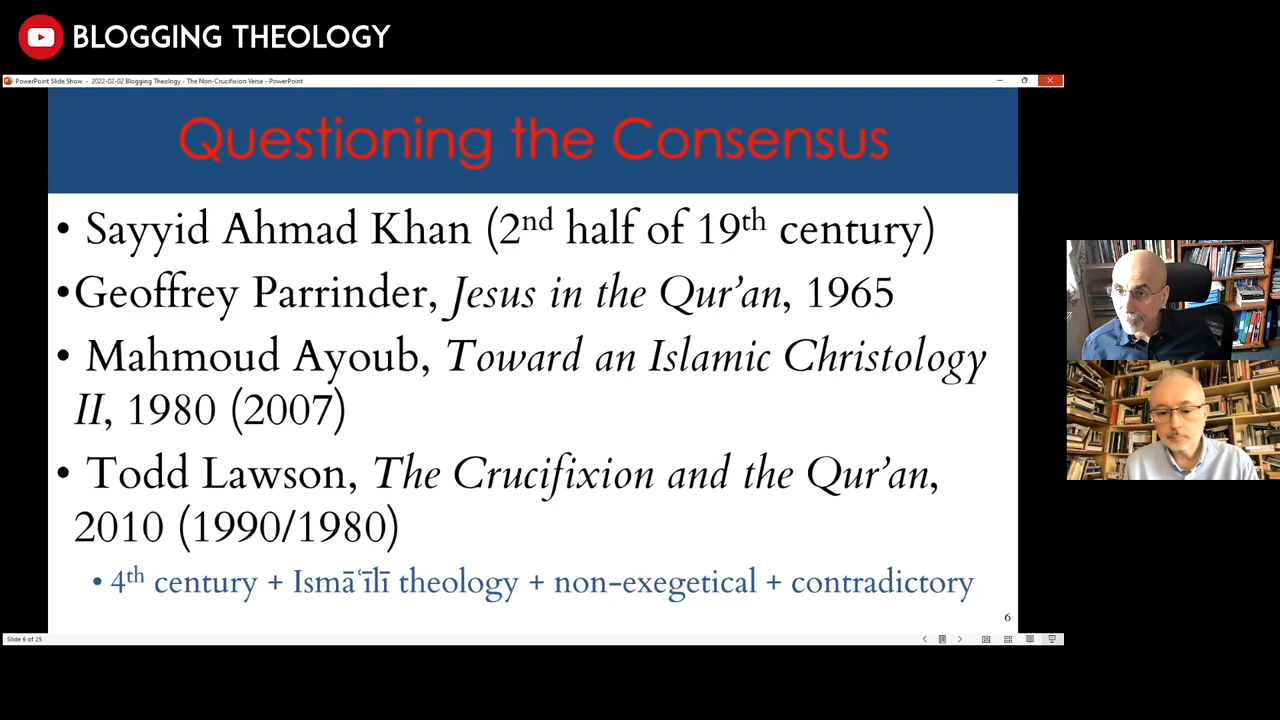 BLOGGING THEOLOGY
PowerPoint Slide Show - 2022-02-02 Blogging Theology - The Non-Crucifixion Verse - PowerPoint
Questioning the Consensus
• Sayyid Ahmad Khan (2nd half of 19th century)
•Geoffrey Parrinder, Jesus in the Qur’an, 1965
• Mahmoud Ayoub, Toward an Islamic Christology
II, 1980 (2007)
• Todd Lawson, The Crucifixion and the Qur’an,
2010 (1990/1980)
• 4th century + Ismāʿīlī theology + non-exegetical + contradictory
6
Slide 6 of 25